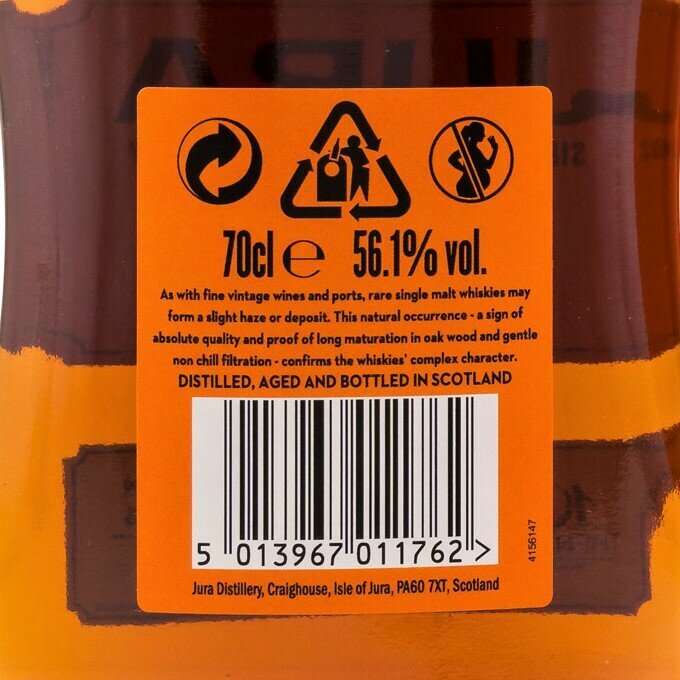 70cl e 56.1% vol.
As with fine vintage wines and ports, rare single malt whiskies may
form a slight haze or deposit. This natural occurrence - a sign of
absolute quality and proof of long maturation in oak wood and gentle
non chill filtration - confirms the whiskies' complex character.
DISTILLED, AGED AND BOTTLED IN SCOTLAND
5 013967 011762 >
4156147
Jura Distillery, Craighouse, Isle of Jura, PA60 7XT, Scotland